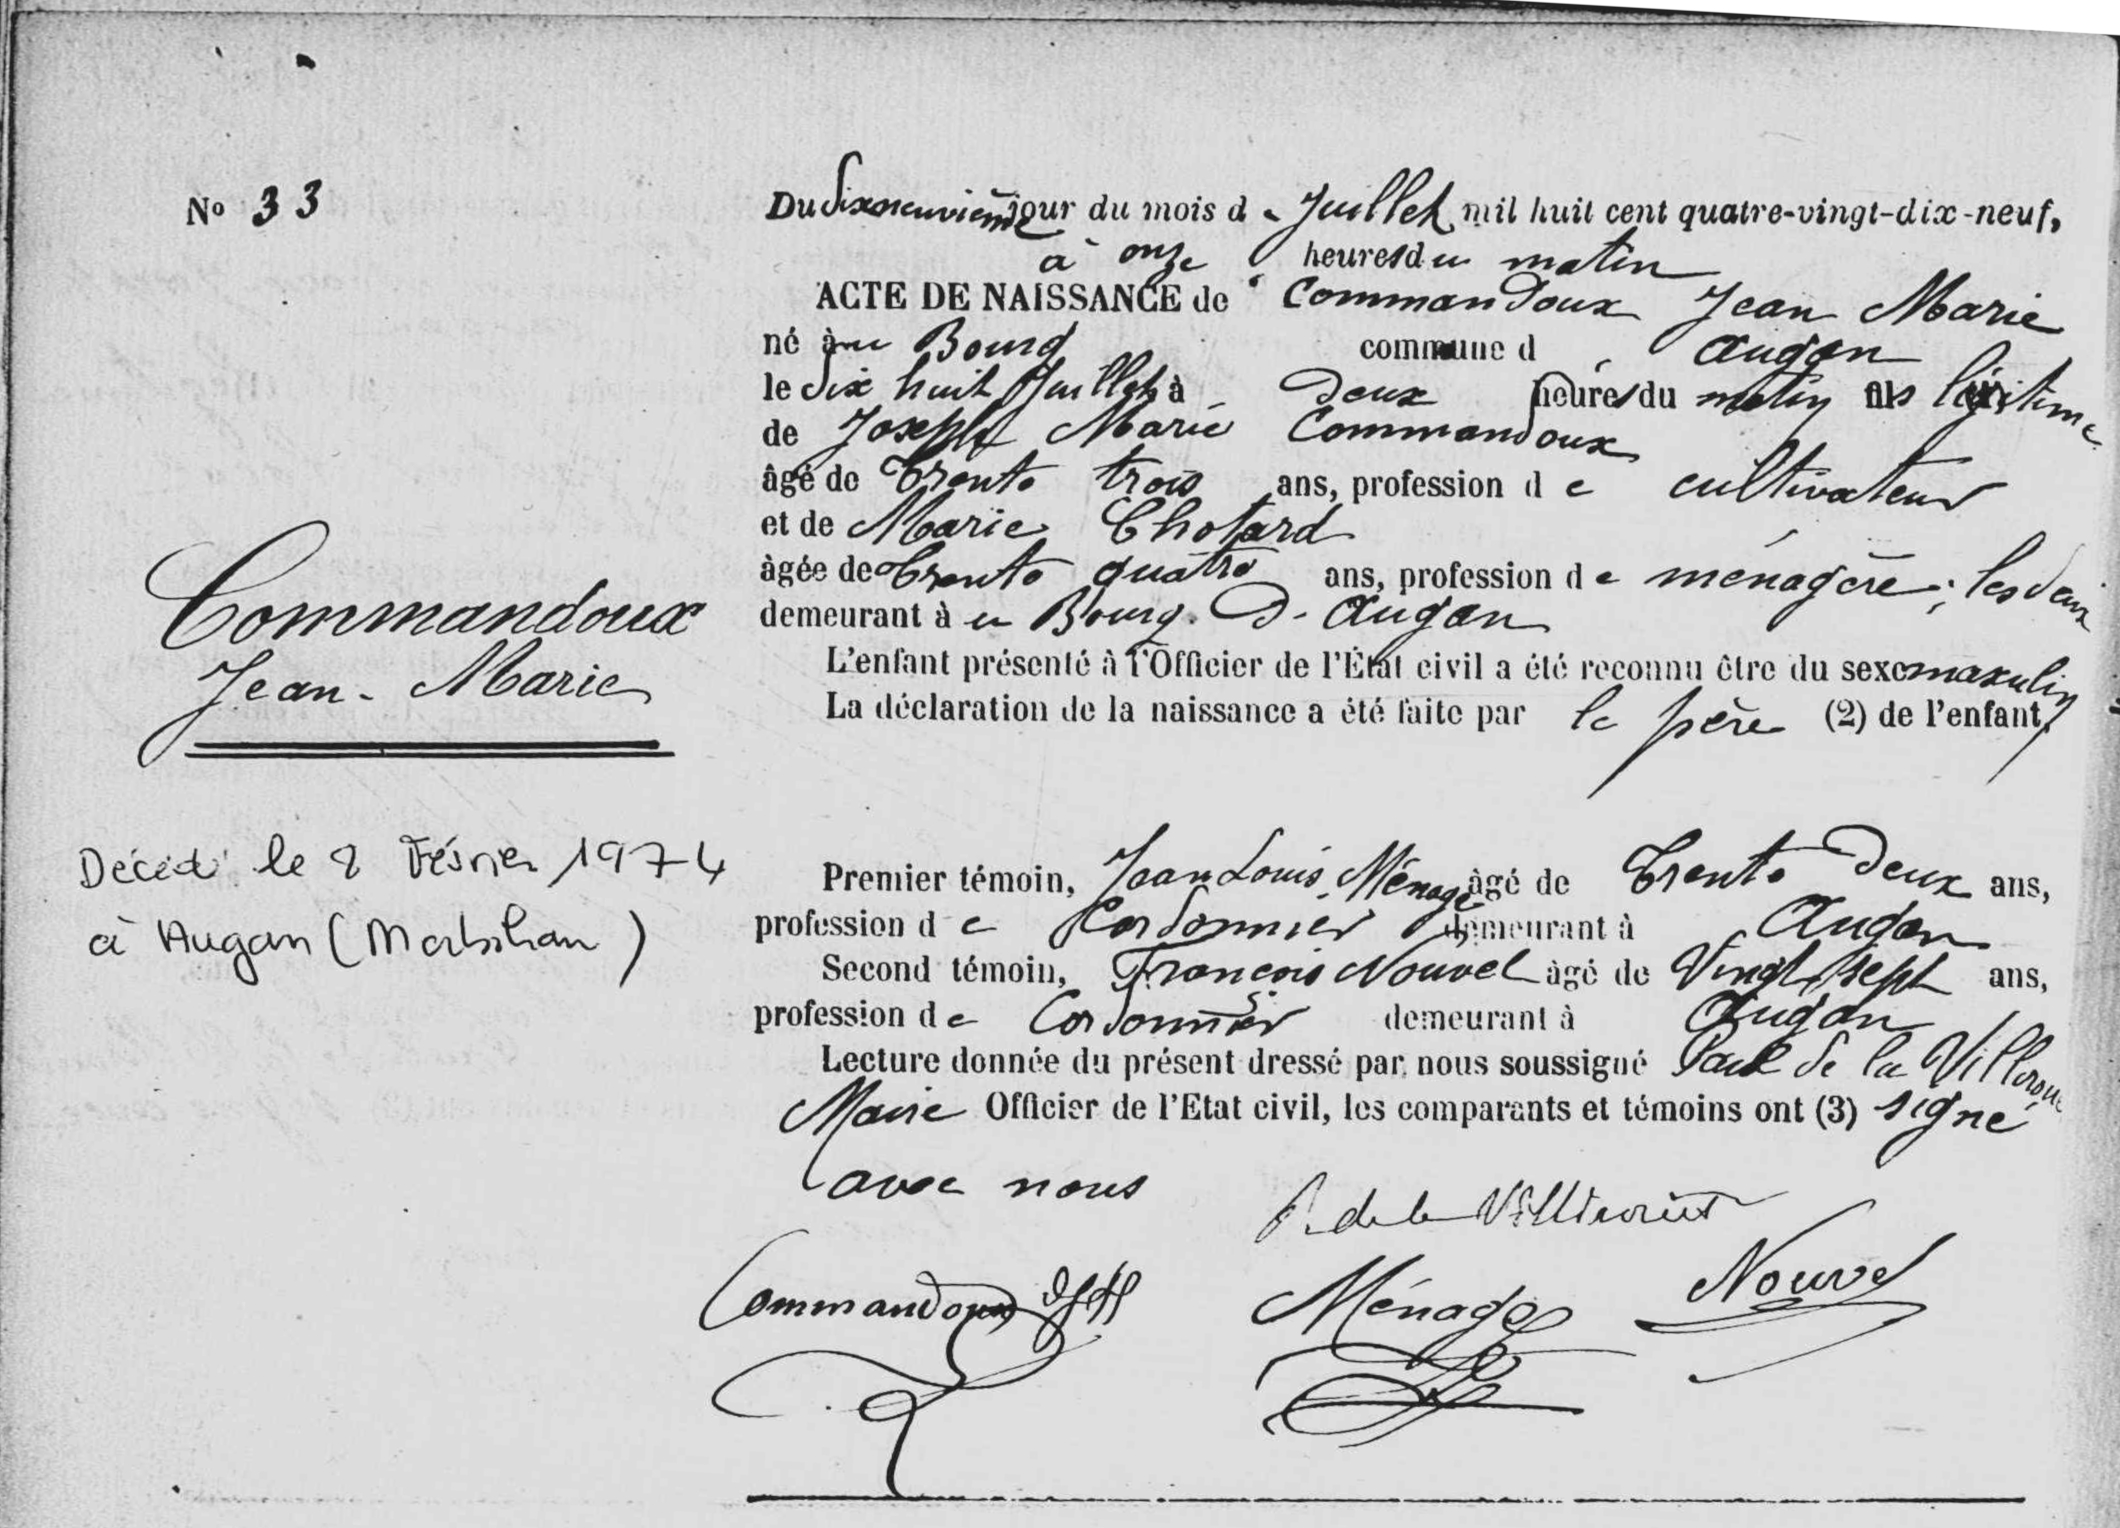 No 33
Du dixneuvième jour du mois de Juillet mil huit cent quatre-vingt-dix-neuf,
à onze heures du matin
ACTE DE NAISSANCE de Commandoux Jean Marie
né au Bourg commune d'Augan
le dix huit Juillet à deux heures du matin fils légitime
de Joseph Marie Commandoux
âgé de Trente trois ans, profession de cultivateur
et de Marie Chotard
âgée de Trente quatre ans, profession de ménagère; les deux
demeurant à u Bourg. D'Augan
L'enfant présenté à l'Officier de l'État civil a été reconnu être du sexe masculin
La déclaration de la naissance a été faite par le père (2) de l'enfant.
Commandoux
Jean-Marie
Décédé le 8 Février 1974
à Augan (Morbihan)
Premier témoin, Jean Louis Ménage âgé de Trente deux ans,
profession de Cordonnier demeurant à Augan
Second témoin, François Nouvel âgé de Vingt sept ans,
profession de Cordonnier demeurant à Augan
Lecture donnée du présent dressé par nous soussigné Paul de la Villeroue
Maire Officier de l'Etat civil, les comparants et témoins ont (3) signé
avec nous
P. de la
Commandoux Ménage Nouvel